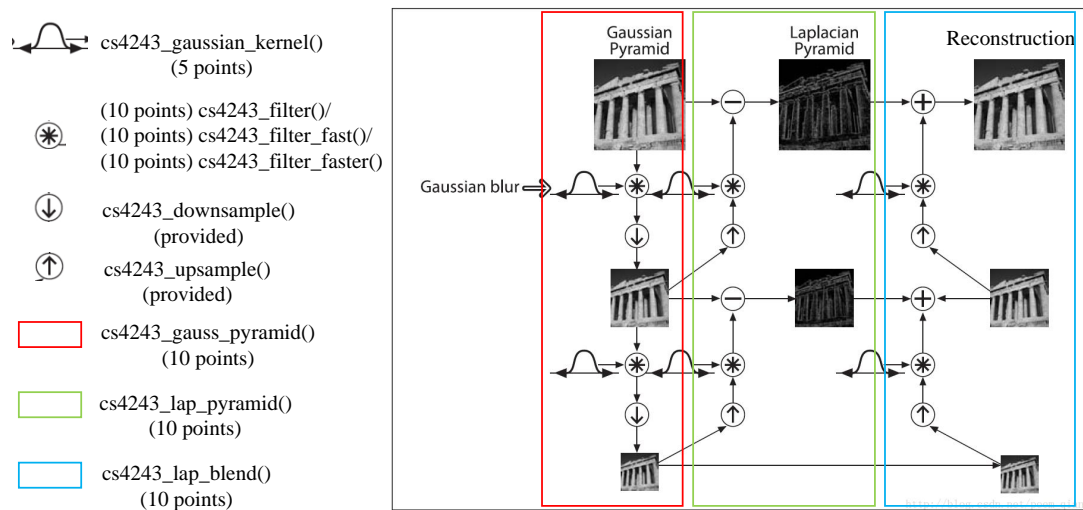 cs4243_gaussian_kernel()
(5 points)
(10 points) cs4243_filter()/
(10 points) cs4243_filter_fast()/
(10 points) cs4243_filter_faster()
cs4243_downsample()
(provided)
cs4243_upsample()
(provided)
cs4243_gauss_pyramid()
(10 points)
cs4243_lap_pyramid()
(10 points)
cs4243_lap_blend()
(10 points)
Gaussian
Pyramid
Laplacian
Pyramid
Reconstruction
Gaussian blur